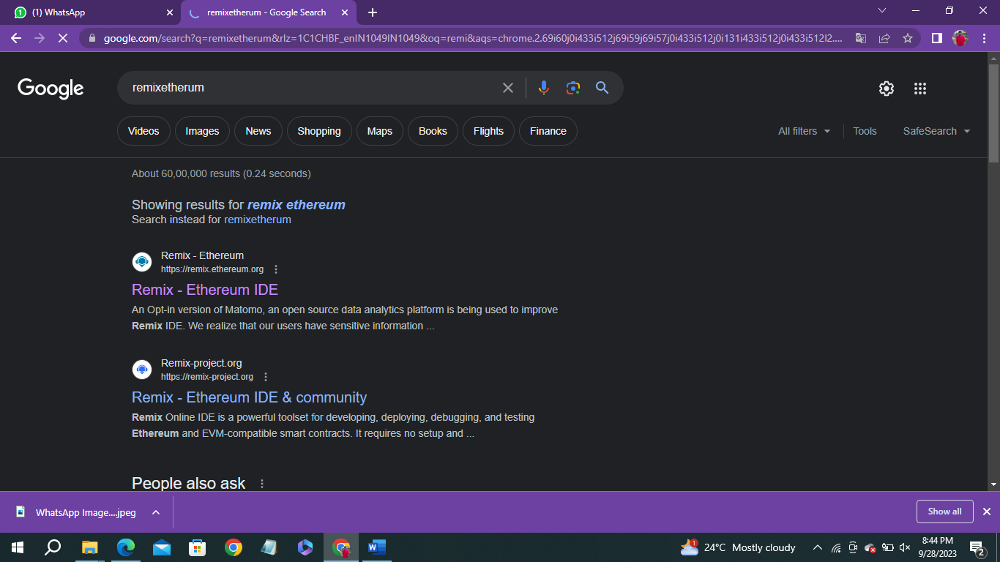 (1) WhatsApp
remixetherum - Google Search
google.com/search?q=remixetherum&rlz=1C1CHBF_enIN1049IN1049&oq=remi&aqs=chrome.2.69i60j0i433i512j69i59j69i57j0i433i512j0i131i433i512j0i433i512l2....
Google
remixetherum
Videos Images News Shopping Maps Books Flights Finance All filters Tools SafeSearch
About 60,00,000 results (0.24 seconds)
Showing results for remix ethereum
Search instead for remixetherum
Remix - Ethereum
https://remix.ethereum.org
Remix - Ethereum IDE
An Opt-in version of Matomo, an open source data analytics platform is being used to improve
Remix IDE. We realize that our users have sensitive information ...
Remix-project.org
https://remix-project.org
Remix - Ethereum IDE & community
Remix Online IDE is a powerful toolset for developing, deploying, debugging, and testing
Ethereum and EVM-compatible smart contracts. It requires no setup and ...
People also ask
WhatsApp Image....jpeg
Show all
24°C Mostly cloudy
8:44 PM
9/28/2023
2